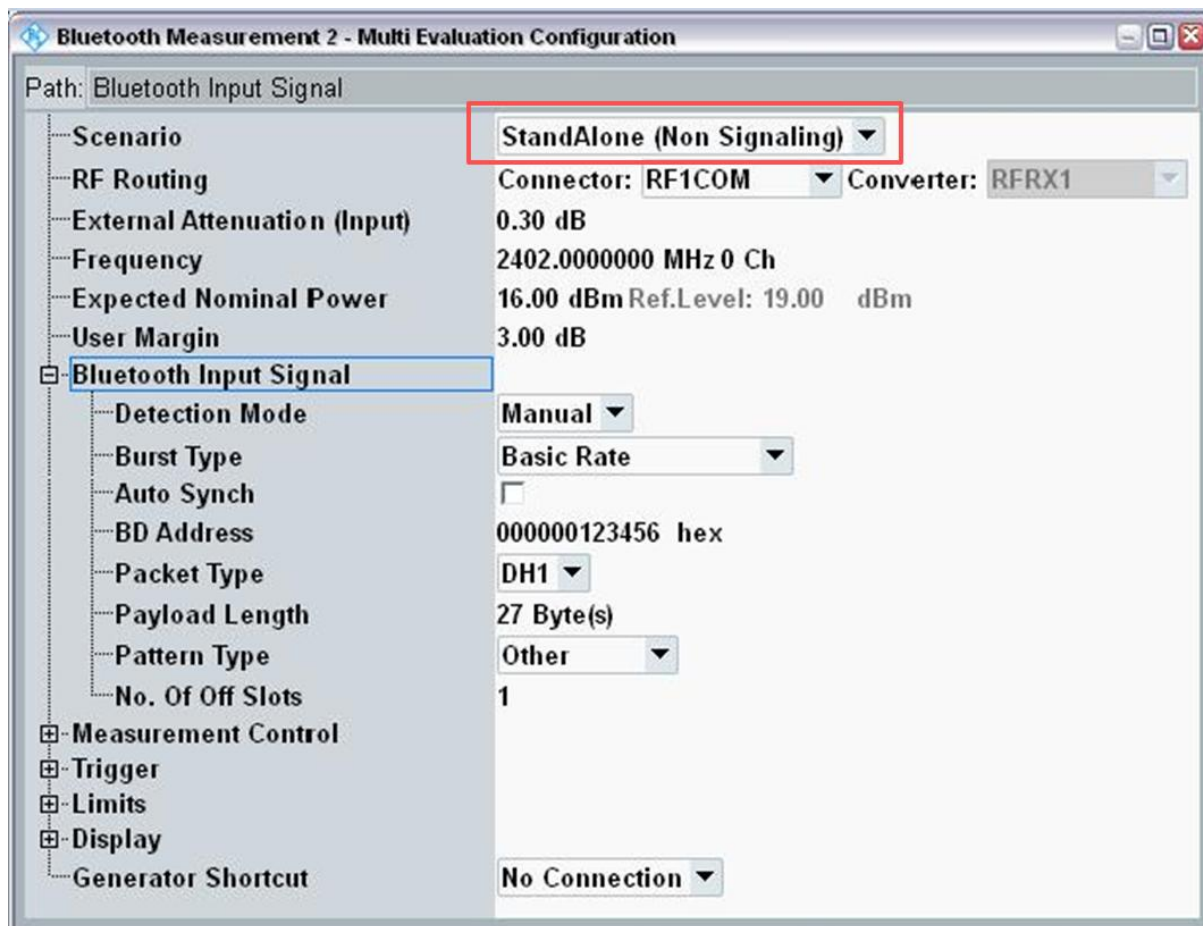 Bluetooth Measurement 2 - Multi Evaluation Configuration
Path: Bluetooth Input Signal
Scenario StandAlone (Non Signaling)
RF Routing Connector: RF1COM Converter: RFRX1
External Attenuation (Input) 0.30 dB
Frequency 2402.0000000 MHz 0 Ch
Expected Nominal Power 16.00 dBm Ref.Level: 19.00 dBm
User Margin 3.00 dB
Bluetooth Input Signal
Detection Mode Manual
Burst Type Basic Rate
Auto Synch
BD Address 000000123456 hex
Packet Type DH1
Payload Length 27 Byte(s)
Pattern Type Other
No. Of Off Slots 1
Measurement Control
Trigger
Limits
Display
Generator Shortcut No Connection